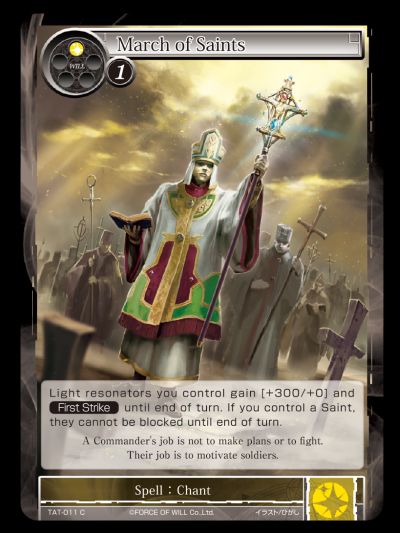 March of Saints
WILL
1
Light resonators you control gain [+300/+0] and
First Strike until end of turn. If you control a Saint,
they cannot be blocked until end of turn.
A Commander's job is not to make plans or to fight.
Their job is to motivate soldiers.
Spell : Chant
TAT-011 C ©FORCE OF WILL Co.,Ltd. イラスト/ひがし